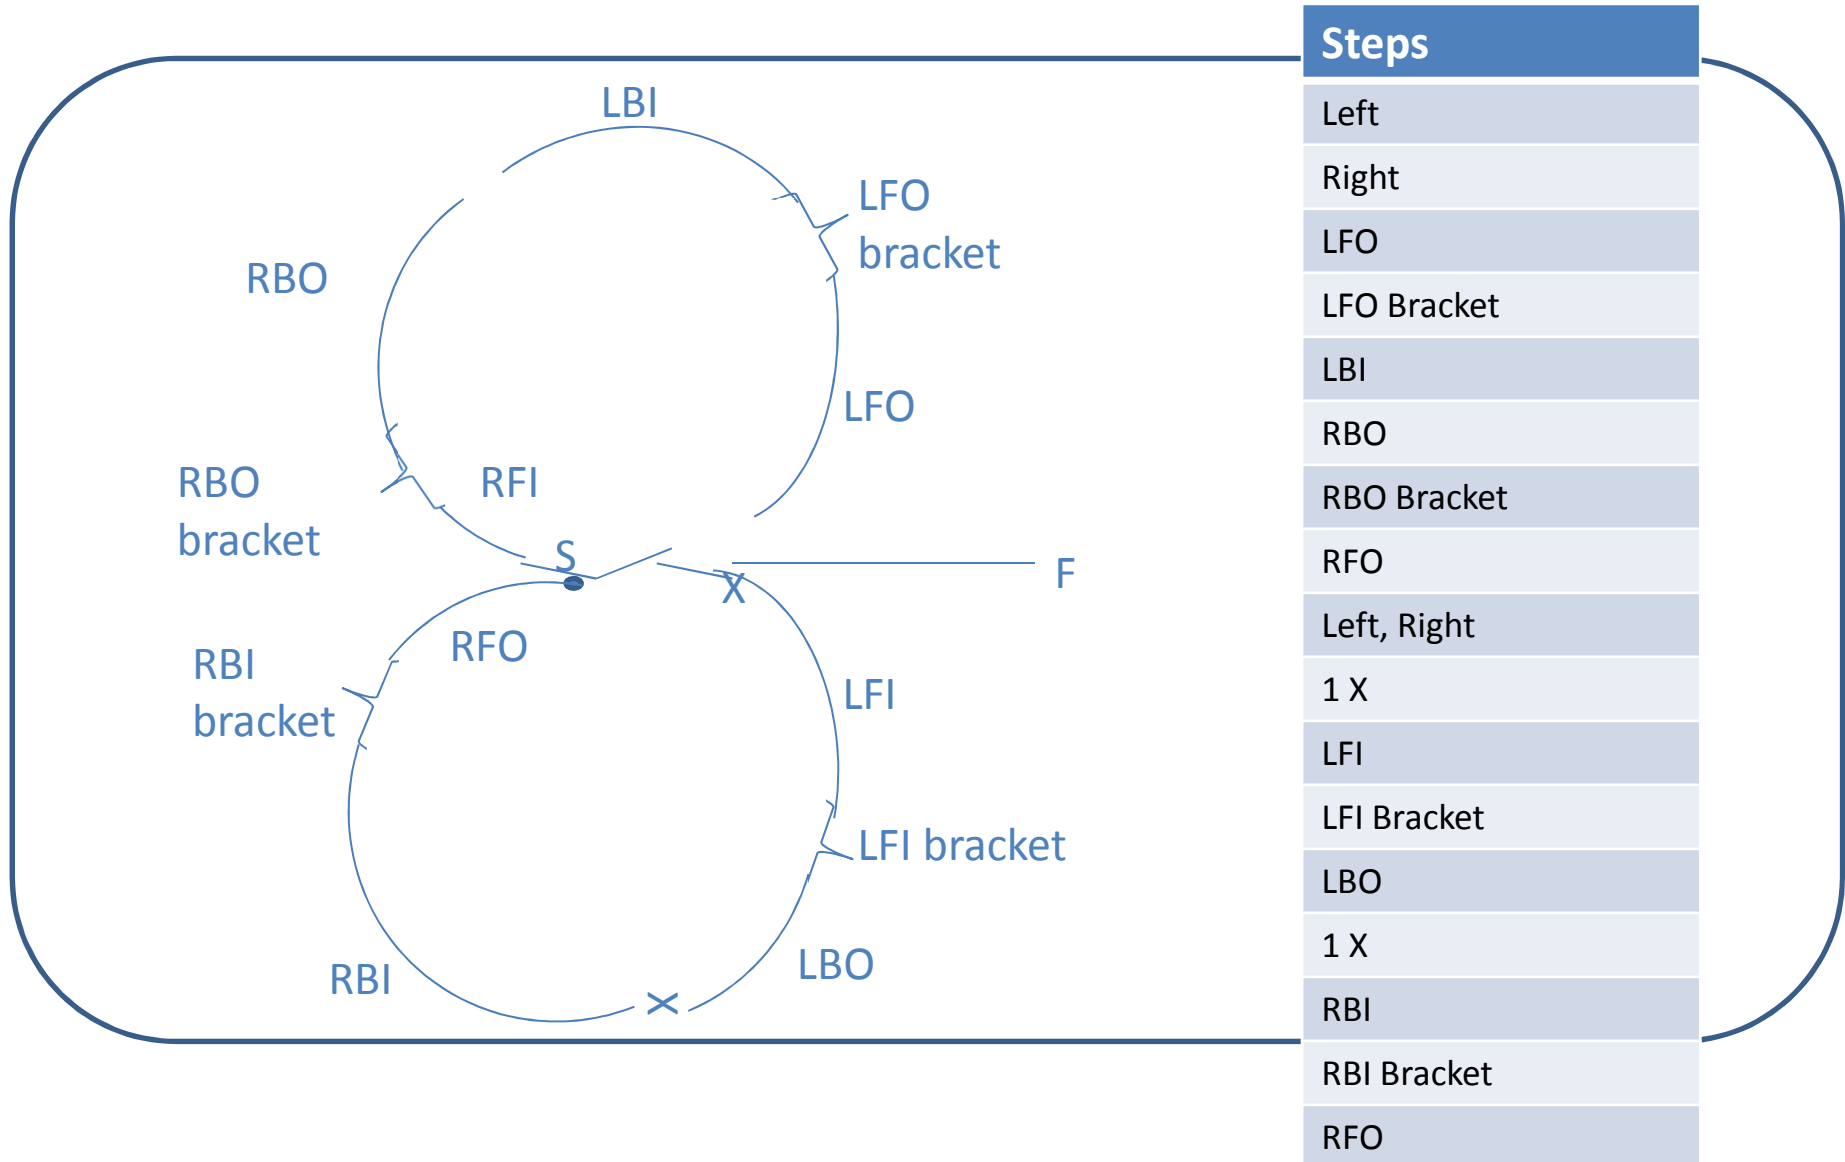 LBI
LFO
bracket
RBO
LFO
RBO
bracket
RFI
S
F
X
RFO
RBI
bracket
LFI
LFI bracket
LBO
RBI
X
Steps
Left
Right
LFO
LFO Bracket
LBI
RBO
RBO Bracket
RFO
Left, Right
1 X
LFI
LFI Bracket
LBO
1 X
RBI
RBI Bracket
RFO